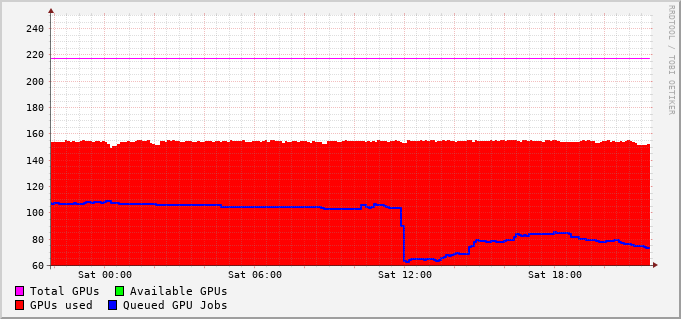 RRDTOOL / TOBI OETIKER
240
220
200
180
160
140
120
100
80
60
Sat 00:00 Sat 06:00 Sat 12:00 Sat 18:00
Total GPUs Available GPUs
GPUs used Queued GPU Jobs